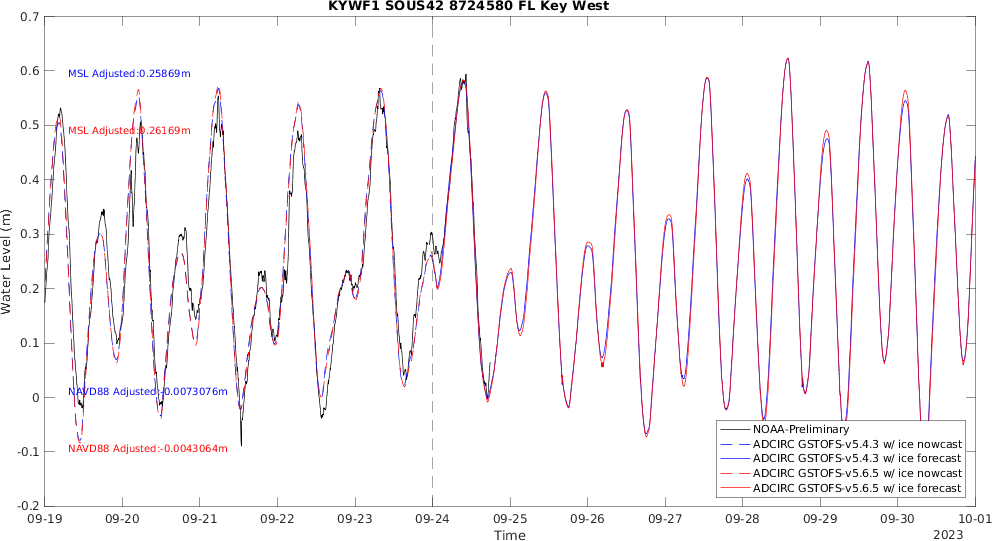 KYWF1 SOUS42 8724580 FL Key West
0.7
0.6
0.5
0.4
0.3
0.2
0.1
0
-0.1
-0.2
Water Level (m)
MSL Adjusted:0.25869m
MSL Adjusted:0.26169m
NAVD88 Adjusted:-0.0073076m
NAVD88 Adjusted:-0.0043064m
NOAA-Preliminary
ADCIRC GSTOFS-v5.4.3 w/ ice nowcast
ADCIRC GSTOFS-v5.4.3 w/ ice forecast
ADCIRC GSTOFS-v5.6.5 w/ ice nowcast
ADCIRC GSTOFS-v5.6.5 w/ ice forecast
09-19 09-20 09-21 09-22 09-23 09-24 09-25 09-26 09-27 09-28 09-29 09-30 10-01
Time
2023